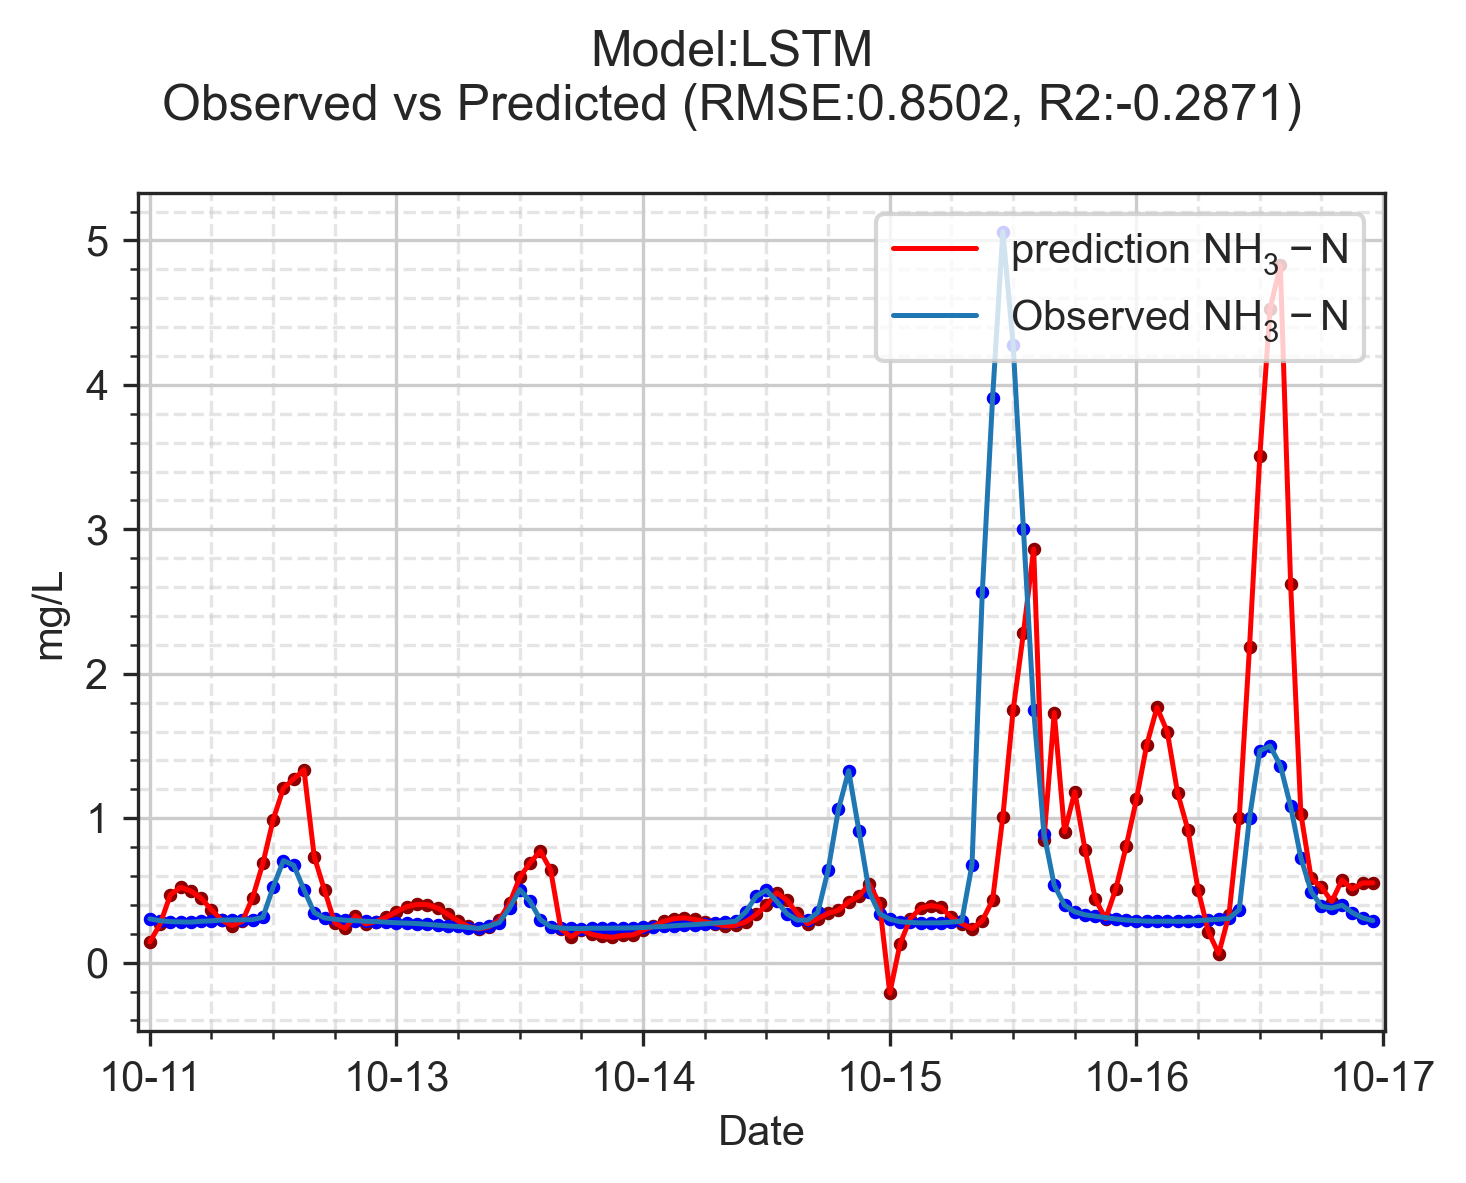 Model:LSTM
Observed vs Predicted (RMSE:0.8502, R2:-0.2871)
prediction NH₃ − N
Observed NH₃ − N
5
4
3
2
1
0
mg/L
10-11 10-13 10-14 10-15 10-16 10-17
Date